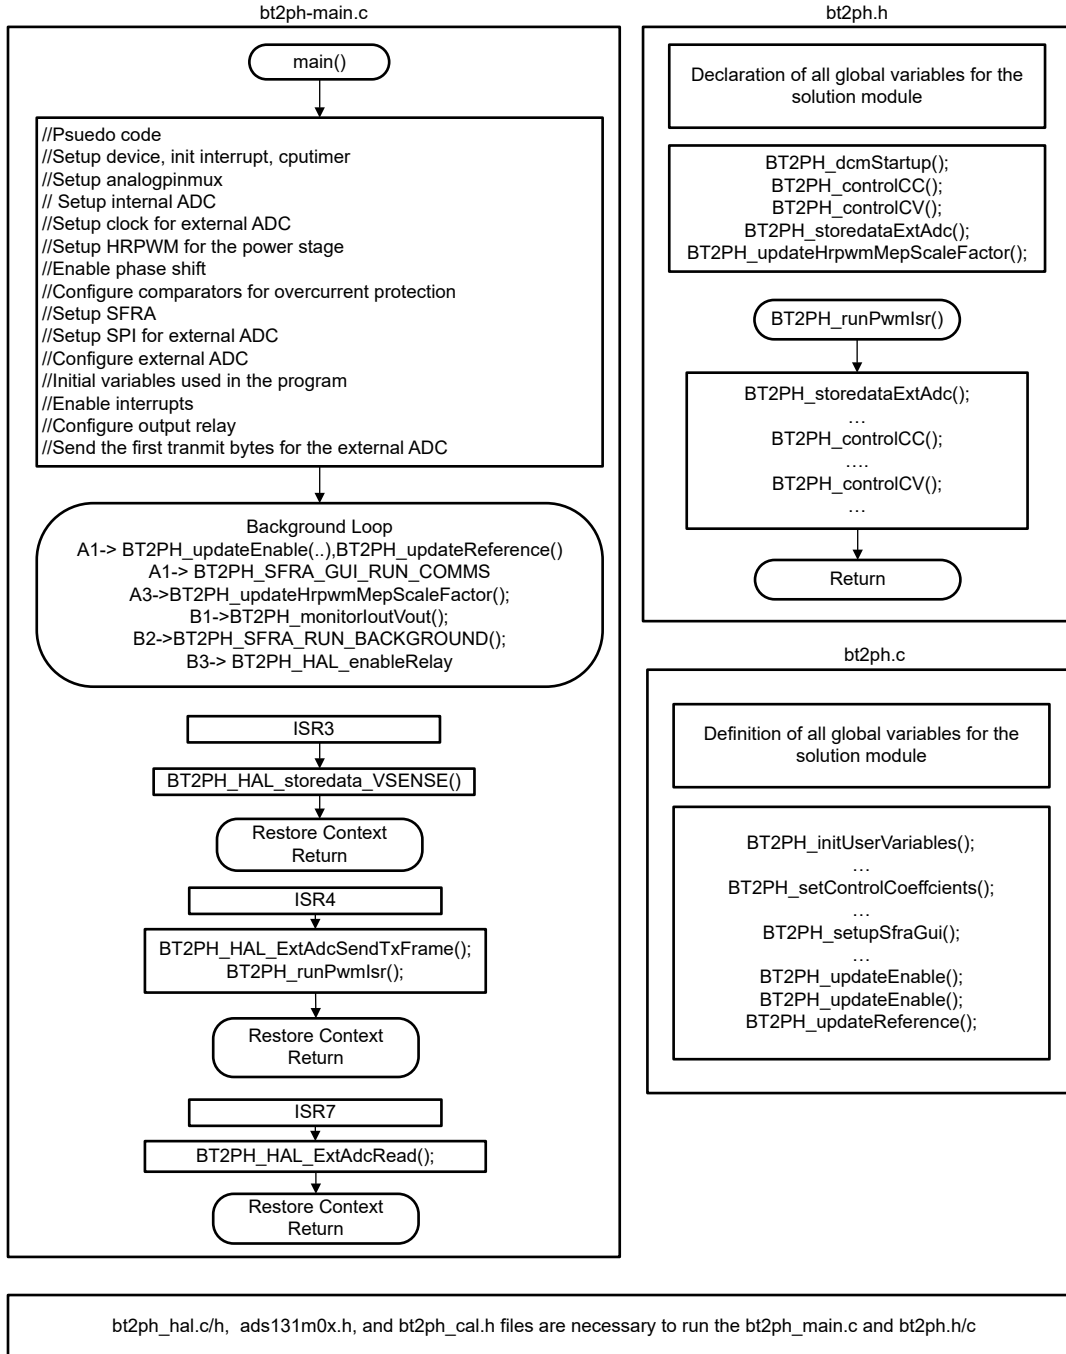 bt2ph-main.c
main()
//Psuedo code
//Setup device, init interrupt, cputimer
//Setup analogpinmux
// Setup internal ADC
//Setup clock for external ADC
//Setup HRPWM for the power stage
//Enable phase shift
//Configure comparators for overcurrent protection
//Setup SFRA
//Setup SPI for external ADC
//Configure external ADC
//Initial variables used in the program
//Enable interrupts
//Configure output relay
//Send the first tranmit bytes for the external ADC
Background Loop
A1-> BT2PH_updateEnable(..),BT2PH_updateReference()
A1-> BT2PH_SFRA_GUI_RUN_COMMS
A3->BT2PH_updateHrpwmMepScaleFactor();
B1->BT2PH_monitorIoutVout();
B2->BT2PH_SFRA_RUN_BACKGROUND();
B3-> BT2PH_HAL_enableRelay
ISR3
BT2PH_HAL_storedata_VSENSE()
Restore Context
Return
ISR4
BT2PH_HAL_ExtAdcSendTxFrame();
BT2PH_runPwmIsr();
Restore Context
Return
ISR7
BT2PH_HAL_ExtAdcRead();
Restore Context
Return
bt2ph.h
Declaration of all global variables for the
solution module
BT2PH_dcmStartup();
BT2PH_controlCC();
BT2PH_controlCV();
BT2PH_storedataExtAdc();
BT2PH_updateHrpwmMepScaleFactor();
BT2PH_runPwmIsr()
BT2PH_storedataExtAdc();
...
BT2PH_controlCC();
....
BT2PH_controlCV();
...
Return
bt2ph.c
Definition of all global variables for the
solution module
BT2PH_initUserVariables();
...
BT2PH_setControlCoeffcients();
...
BT2PH_setupSfraGui();
...
BT2PH_updateEnable();
BT2PH_updateEnable();
BT2PH_updateReference();
bt2ph_hal.c/h, ads131m0x.h, and bt2ph_cal.h files are necessary to run the bt2ph_main.c and bt2ph.h/c